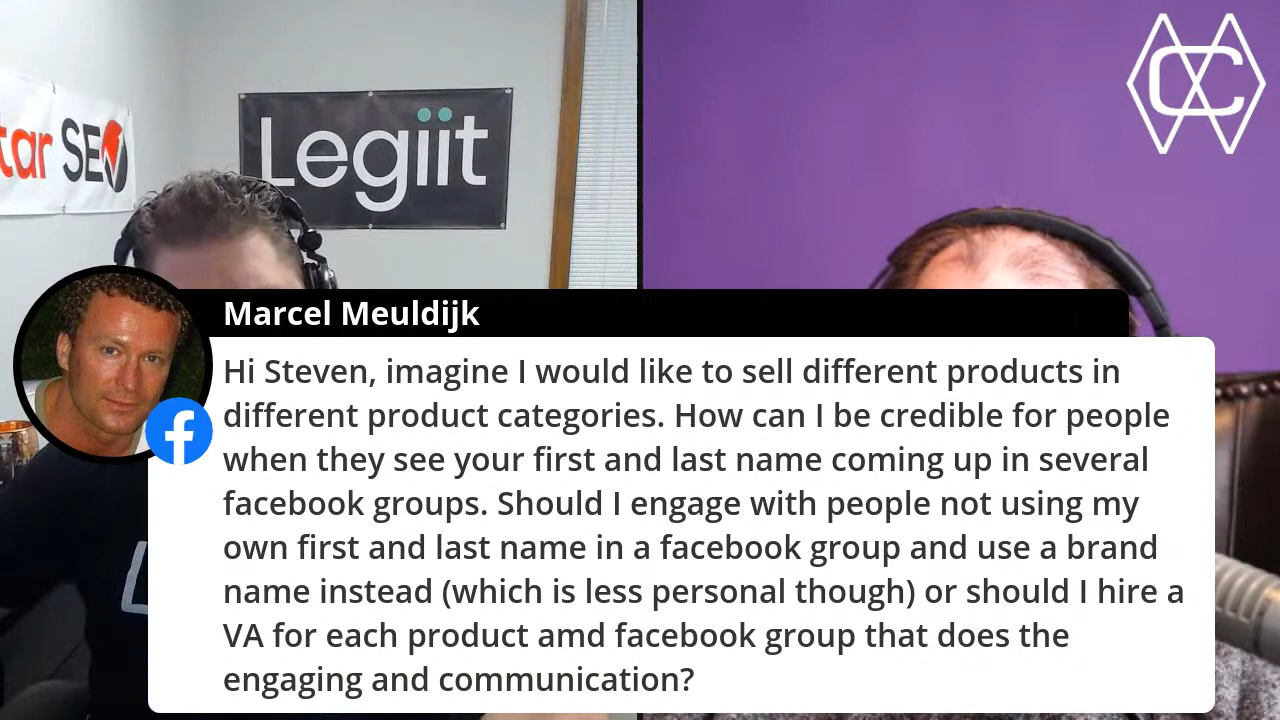 tar SEO
Legiit
Marcel Meuldijk
Hi Steven, imagine I would like to sell different products in
different product categories. How can I be credible for people
when they see your first and last name coming up in several
facebook groups. Should I engage with people not using my
own first and last name in a facebook group and use a brand
name instead (which is less personal though) or should I hire a
VA for each product amd facebook group that does the
engaging and communication?